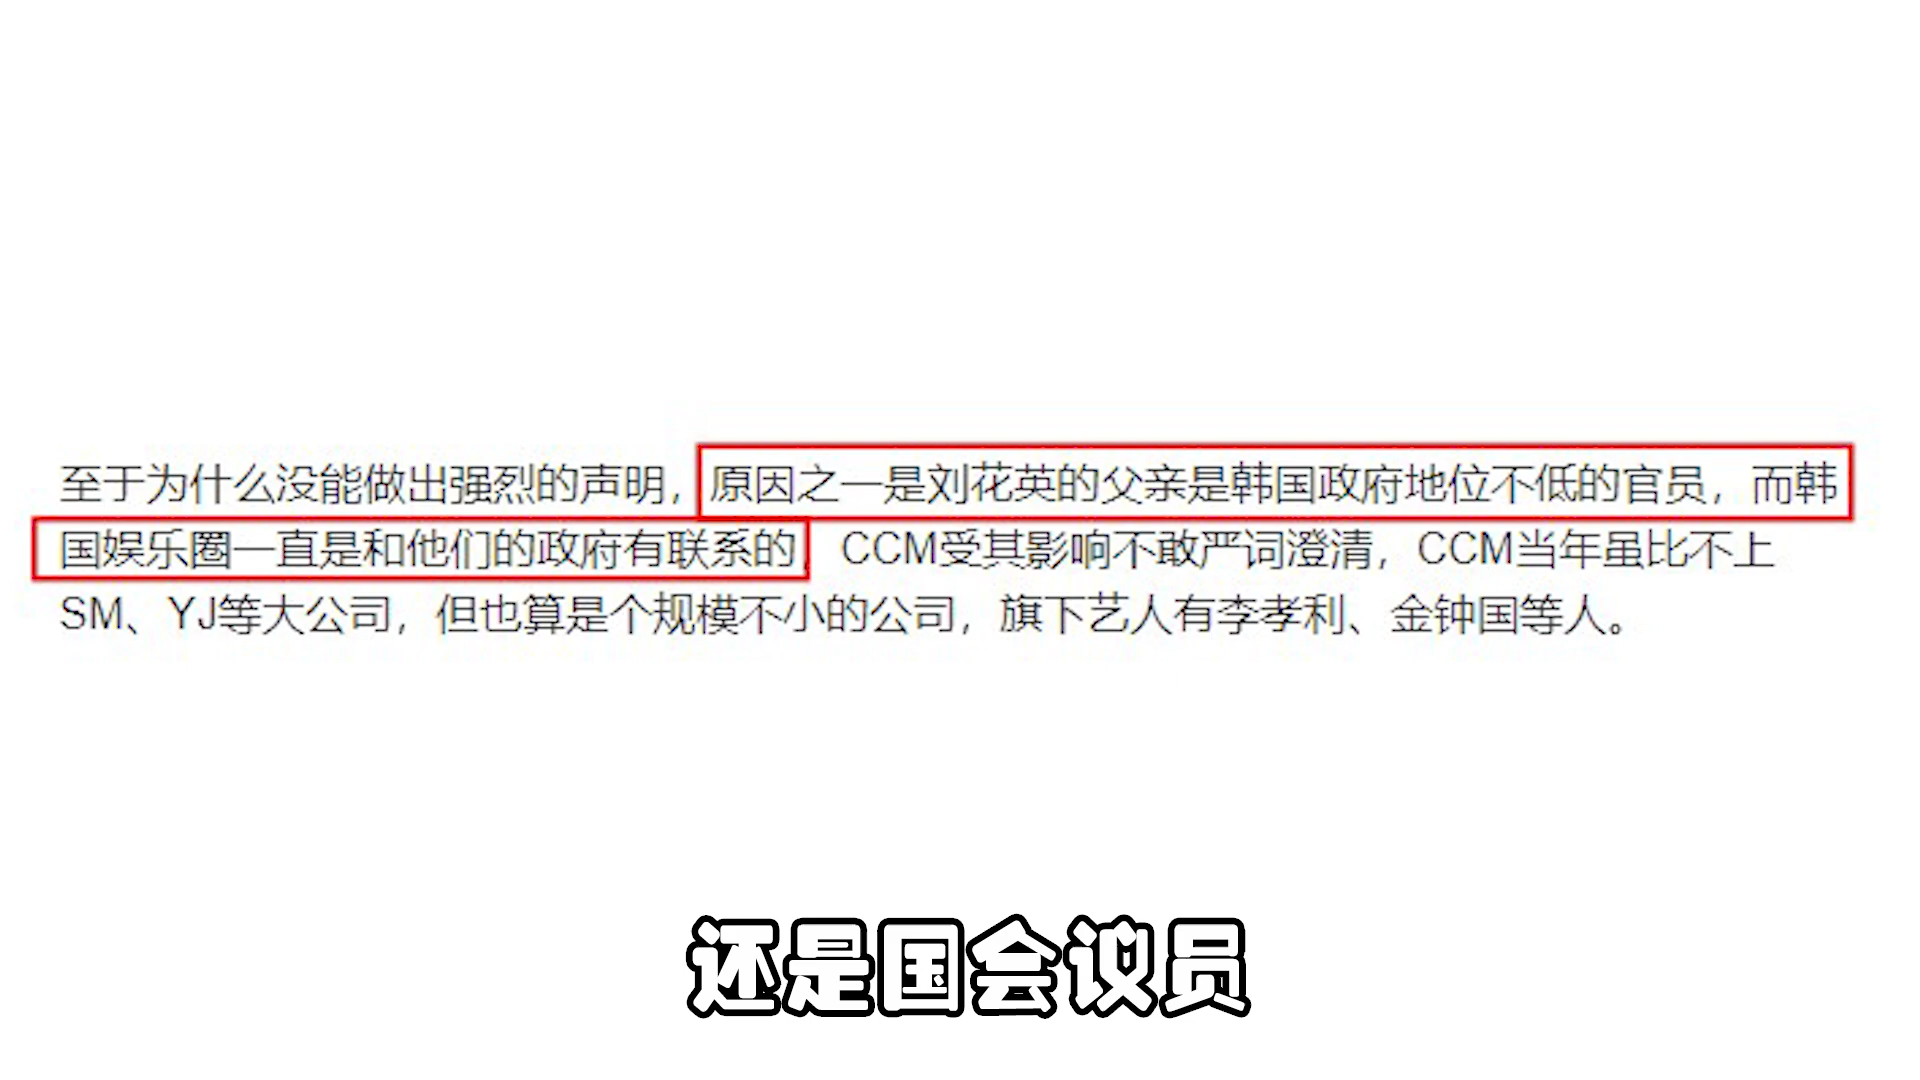 至于为什么没能做出强烈的声明，原因之一是刘花英的父亲是韩国政府地位不低的官员，而韩
国娱乐圈一直是和他们的政府有联系的，CCM受其影响不敢严词澄清，CCM当年虽比不上
SM、YJ等大公司，但也算是个规模不小的公司，旗下艺人有李孝利、金钟国等人。
还是国会议员